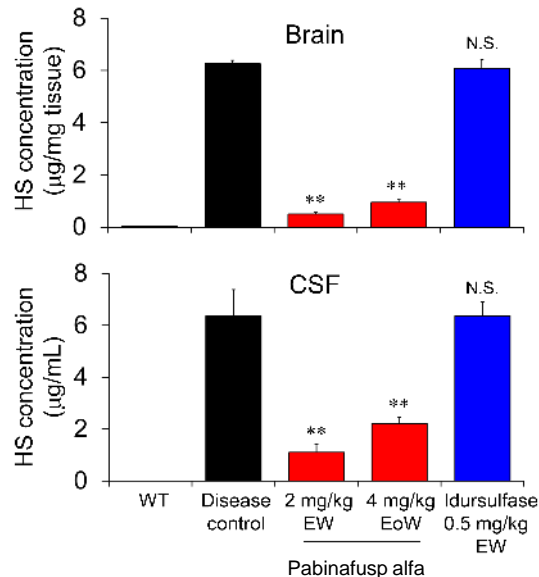 Brain
HS concentration
(μg/mg tissue)
8
6
4
2
0
**
**
N.S.
CSF
HS concentration
(μg/mL)
8
6
4
2
0
**
**
N.S.
WT
Disease
control
2 mg/kg
EW
4 mg/kg
EoW
Idursulfase
0.5 mg/kg
EW
Pabinafusp alfa